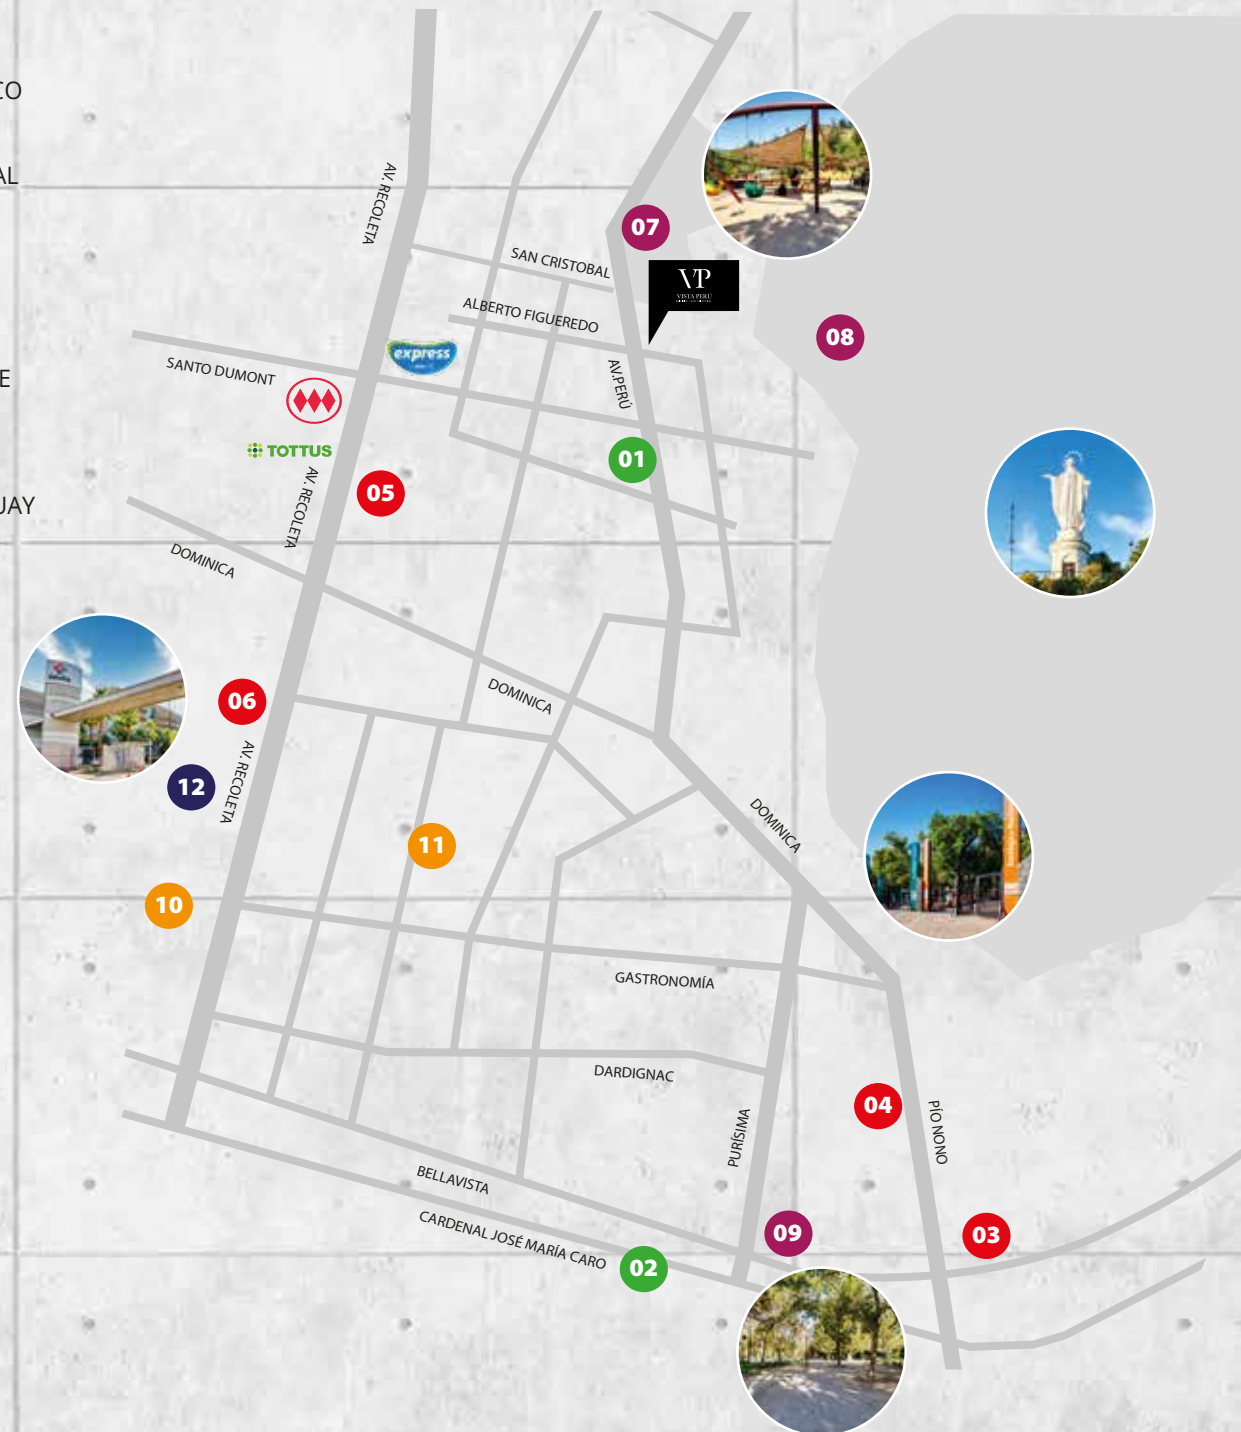 CO
AL
E
UAY
AV. RECOLETA
07
SAN CRISTOBAL
VP
VISTA PERÚ
ALBERTO FIGUEREDO
08
express
SANTO DUMONT
AV.PERÚ
TOTTUS
01
AV. RECOLETA
05
DOMINICA
06
DOMINICA
AV. RECOLETA
12
DOMINICA
11
10
GASTRONOMÍA
DARDIGNAC
04
PURÍSIMA
PÍO NONO
BELLAVISTA
CARDENAL JOSÉ MARÍA CARO
09
03
02